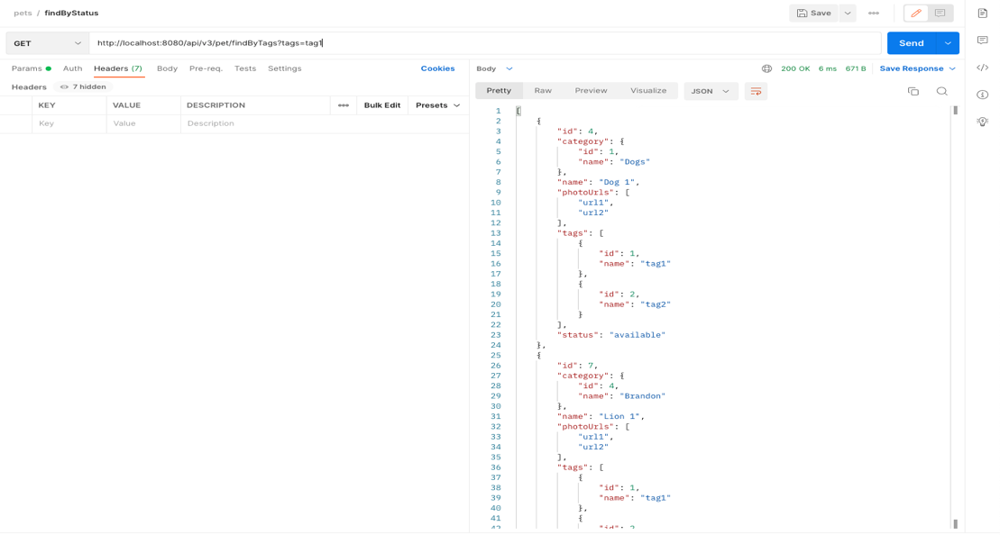 pets / findByStatus
Save
GET
http://localhost:8080/api/v3/pet/findByTags?tags=tag1
Send
Params
Auth
Headers (7)
Body
Pre-req.
Tests
Settings
Cookies
Headers
7 hidden
KEY
VALUE
DESCRIPTION
Bulk Edit
Presets
Key
Value
Description
Body
200 OK
6 ms
671 B
Save Response
Pretty
Raw
Preview
Visualize
JSON
1 [
2 {
3 "id": 4,
4 "category": {
5 "id": 1,
6 "name": "Dogs"
7 },
8 "name": "Dog 1",
9 "photoUrls": [
10 "url1",
11 "url2"
12 ],
13 "tags": [
14 {
15 "id": 1,
16 "name": "tag1"
17 },
18 {
19 "id": 2,
20 "name": "tag2"
21 }
22 ],
23 "status": "available"
24 },
25 {
26 "id": 7,
27 "category": {
28 "id": 4,
29 "name": "Brandon"
30 },
31 "name": "Lion 1",
32 "photoUrls": [
33 "url1",
34 "url2"
35 ],
36 "tags": [
37 {
38 "id": 1,
39 "name": "tag1"
40 },
41 {
42 "id": 2,